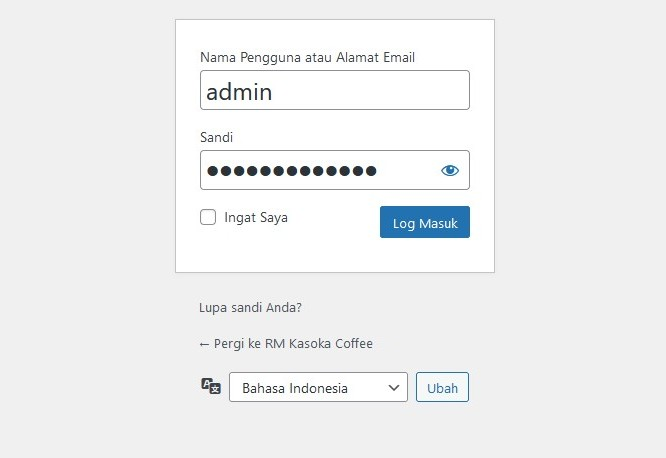 Nama Pengguna atau Alamat Email
admin
Sandi
●●●●●●●●●●●●●
Ingat Saya
Log Masuk
Lupa sandi Anda?
← Pergi ke RM Kasoka Coffee
Bahasa Indonesia
Ubah